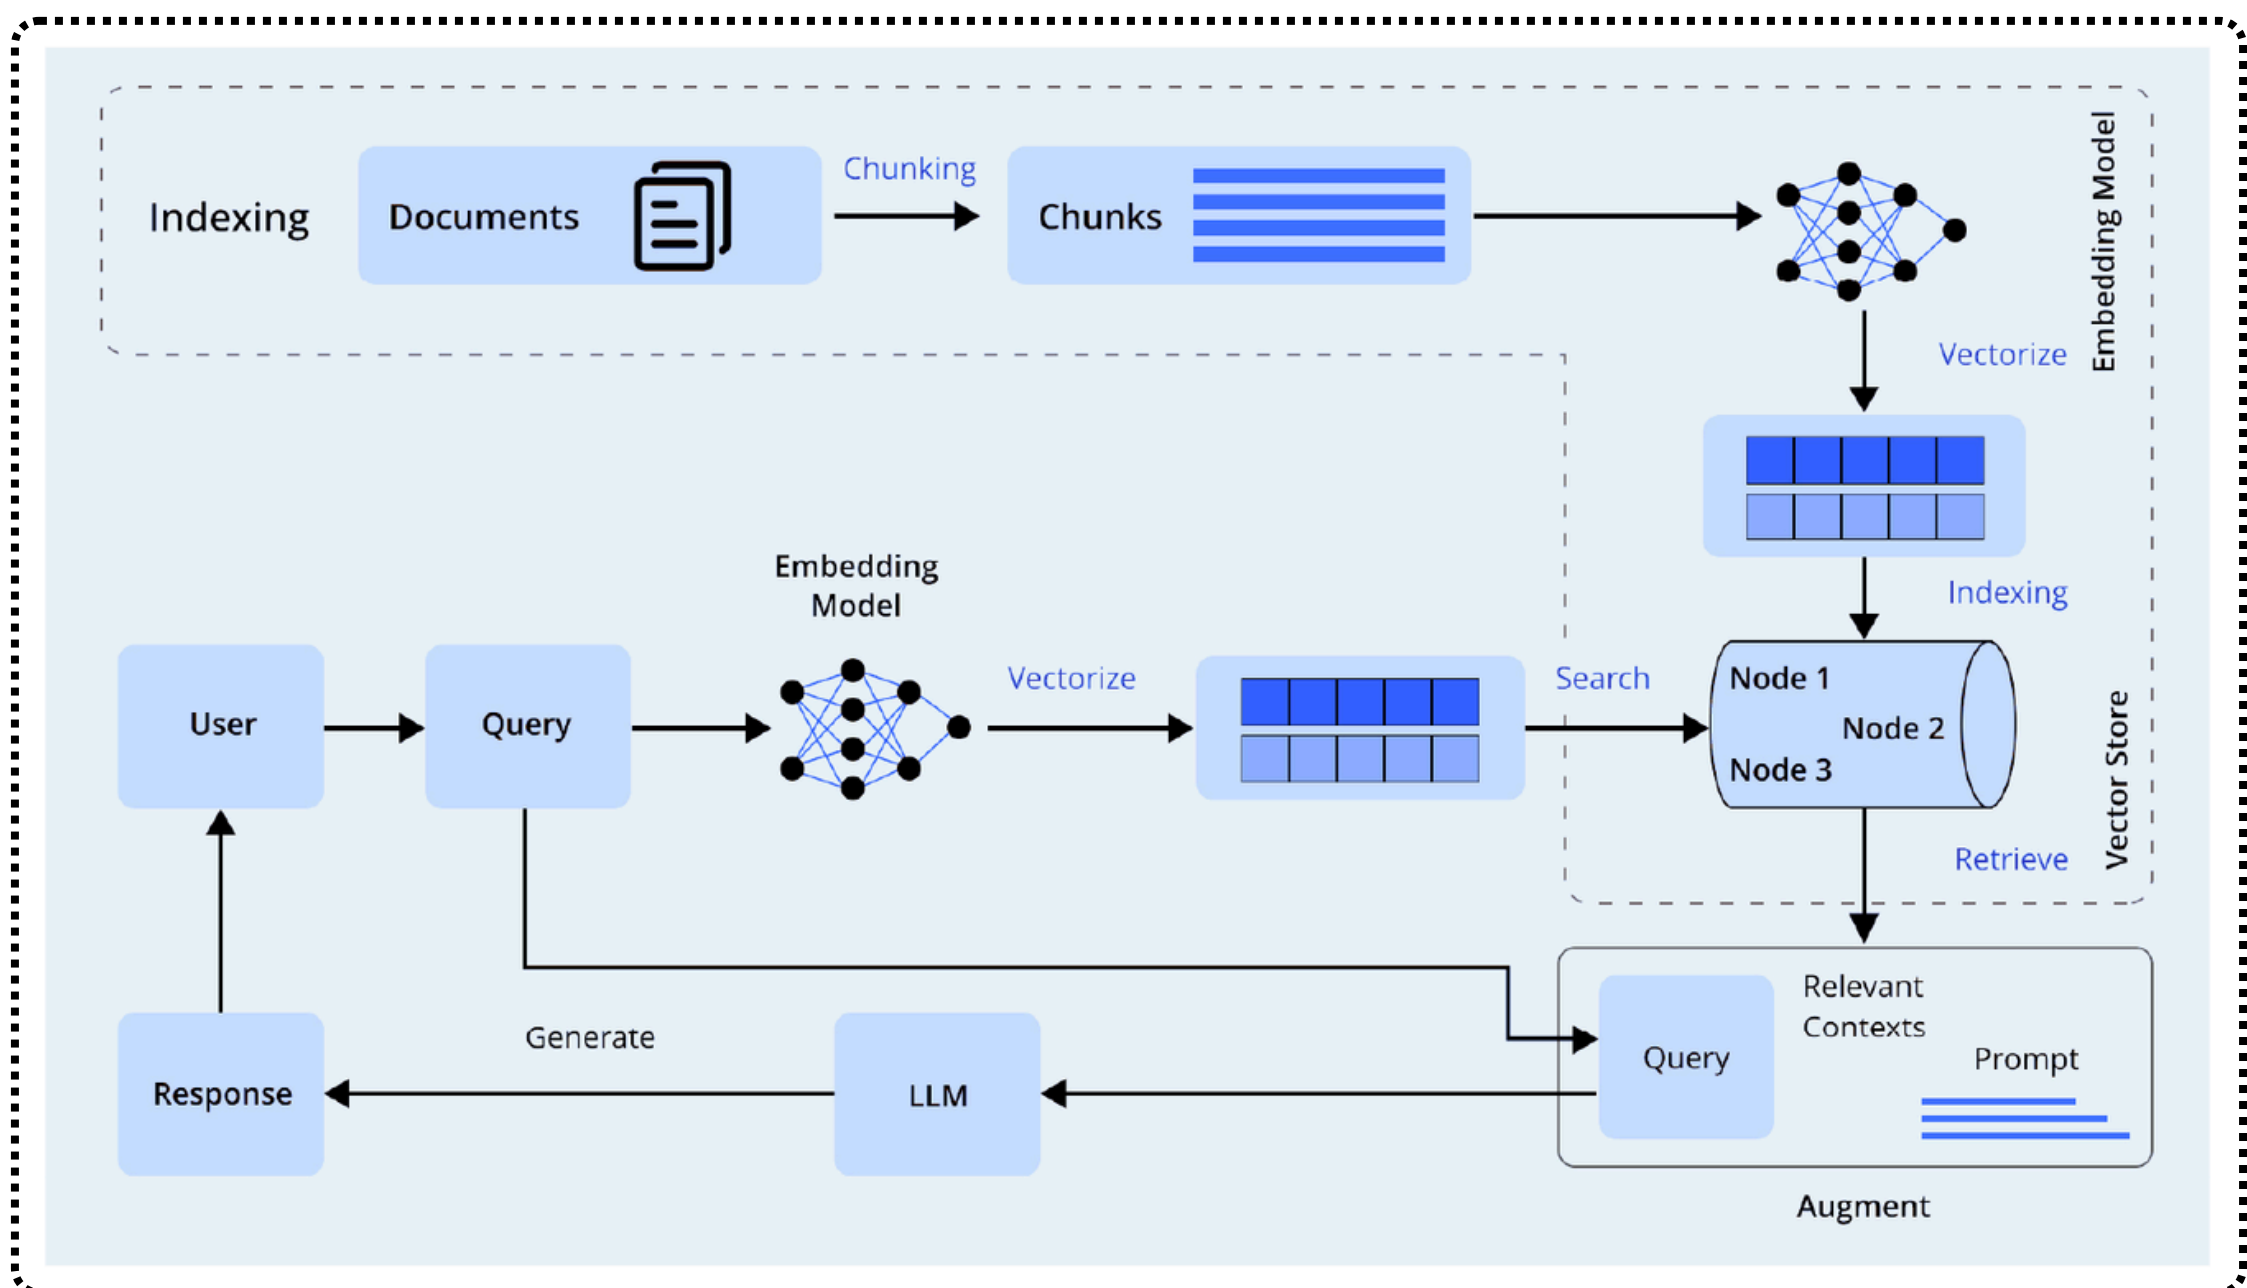 Indexing
Documents
Chunking
Chunks
Embedding Model
Vectorize
Indexing
Embedding
Model
User
Query
Vectorize
Search
Node 1
Node 2
Node 3
Vector Store
Retrieve
Response
Generate
LLM
Query
Relevant
Contexts
Prompt
Augment